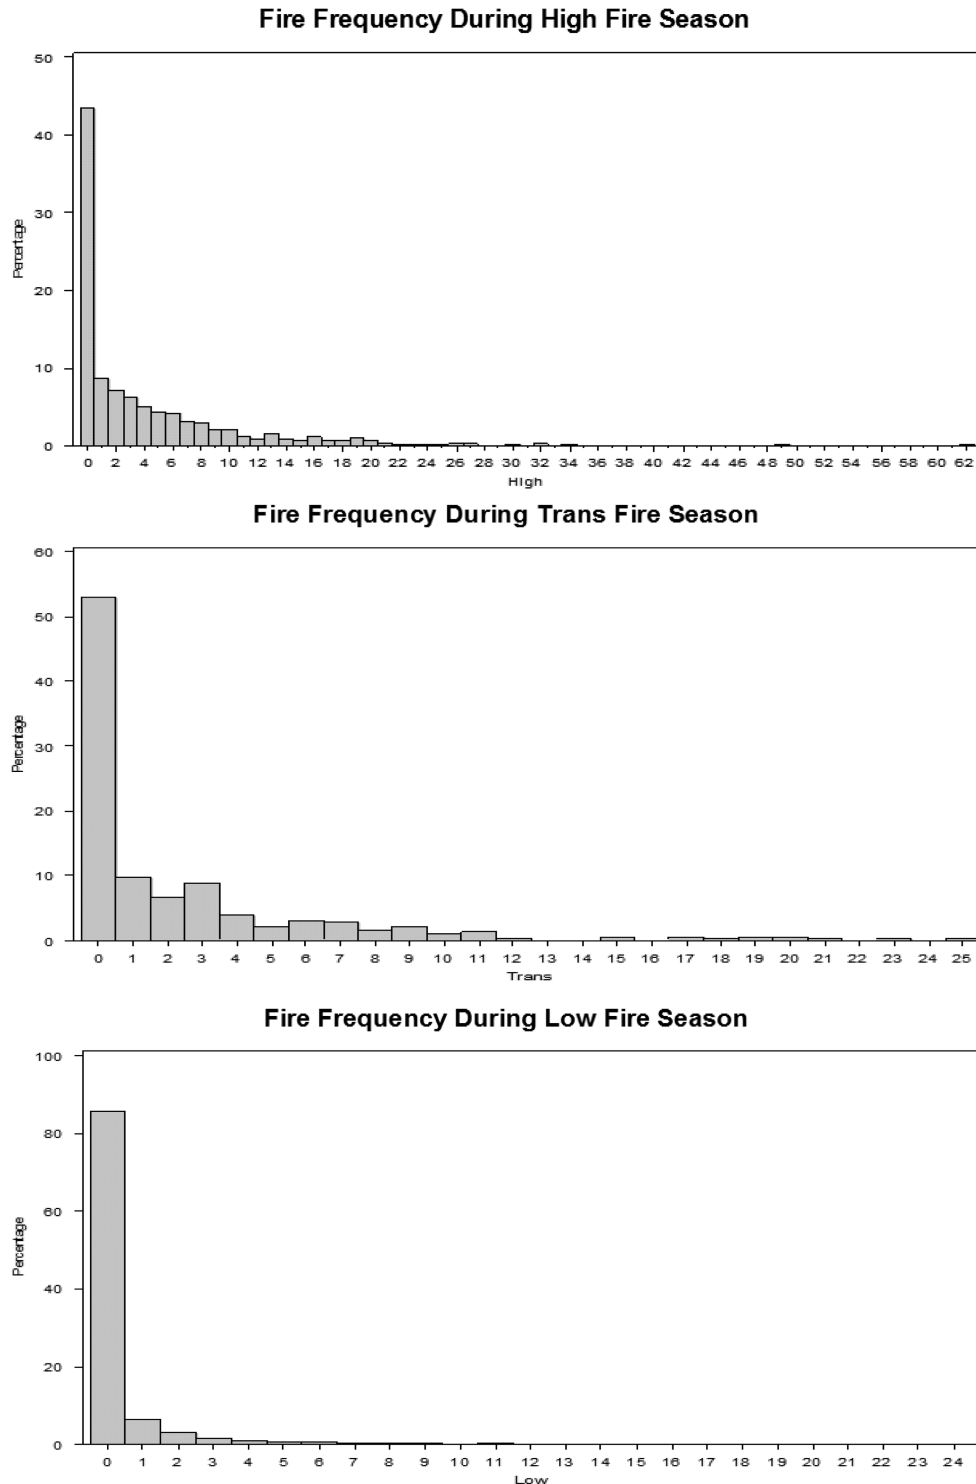 Fire Frequency During High Fire Season
50
40
30
20
10
0
Percentage
0 2 4 6 8 10 12 14 16 18 20 22 24 26 28 30 32 34 36 38 40 42 44 46 48 50 52 54 56 58 60 62
High
Fire Frequency During Trans Fire Season
60
50
40
30
20
10
0
Percentage
0 1 2 3 4 5 6 7 8 9 10 11 12 13 14 15 16 17 18 19 20 21 22 23 24 25
Trans
Fire Frequency During Low Fire Season
100
80
60
40
20
0
Percentage
0 1 2 3 4 5 6 7 8 9 10 11 12 13 14 15 16 17 18 19 20 21 22 23 24
Low